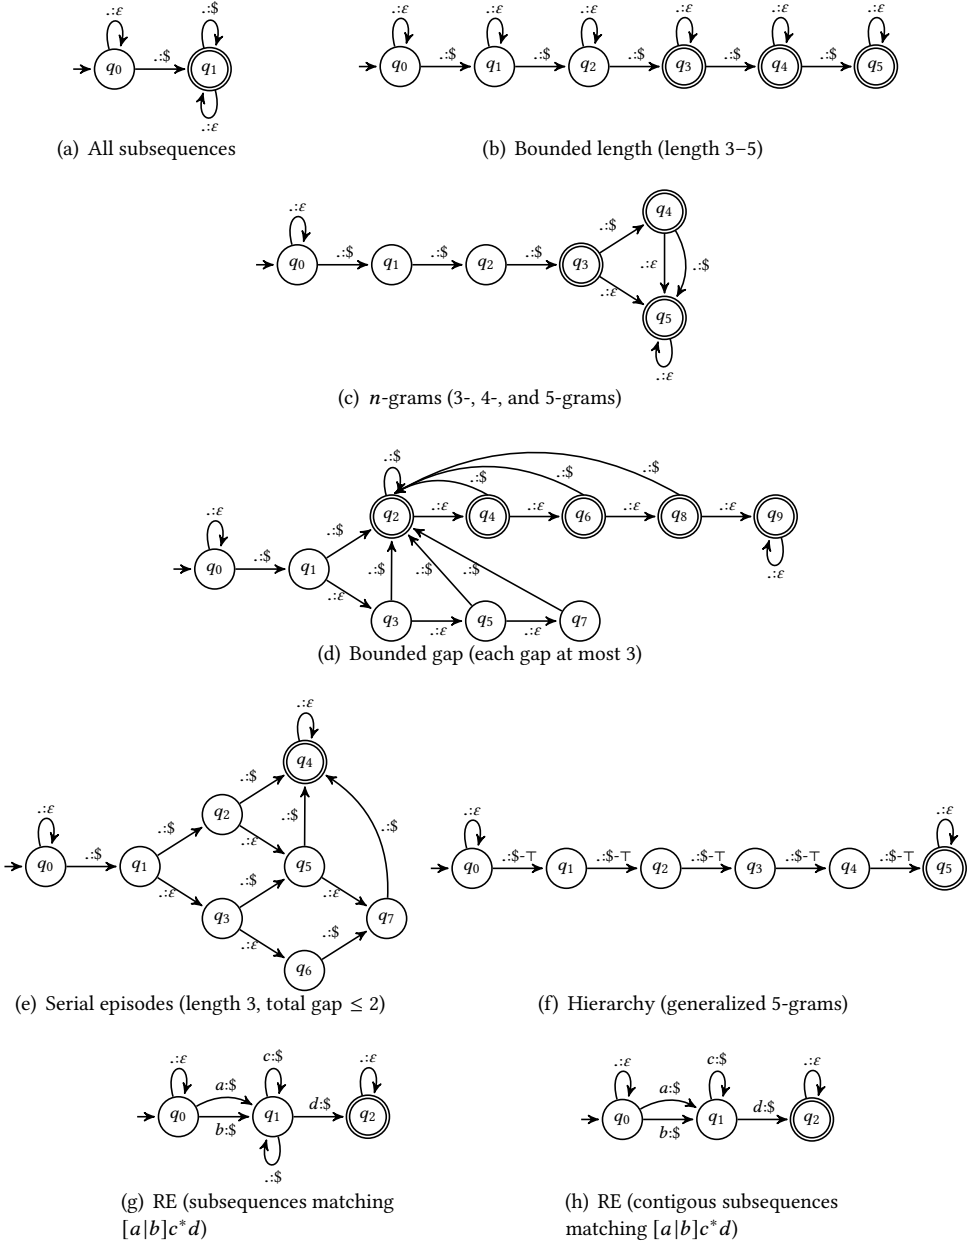 .:ε .:$ .:ε .:ε .:ε .:ε .:ε .:ε
q0 .:$ q1 q0 .:$ q1 .:$ q2 .:$ q3 .:$ q4 .:$ q5
.:ε
(a) All subsequences (b) Bounded length (length 3–5)
q4
.:ε .:$
q0 .:$ q1 .:$ q2 .:$ q3 .:ε .:$
.:ε
q5
.:ε
(c) n-grams (3-, 4-, and 5-grams)
.:$ .:$ .:$ .:$
q2 .:ε q4 .:ε q6 .:ε q8 .:ε q9
.:ε .:$ .:ε
q0 .:$ q1 .:$ .:$ .:$
.:ε
q3 .:ε q5 .:ε q7
(d) Bounded gap (each gap at most 3)
.:ε
q4
.:$
q2 .:$ .:$
.:ε .:$ .:ε .:ε .:ε
q0 .:$ q1 q5 q0 .:$-⊤ q1 .:$-⊤ q2 .:$-⊤ q3 .:$-⊤ q4 .:$-⊤ q5
.:ε .:$ .:ε
q3 q7
.:ε .:$
q6
(e) Serial episodes (length 3, total gap ≤ 2) (f) Hierarchy (generalized 5-grams)
.:ε c:$ .:ε .:ε c:$ .:ε
a:$ a:$
q0 q1 d:$ q2 q0 q1 d:$ q2
b:$ b:$
.:$
(g) RE (subsequences matching (h) RE (contigous subsequences
[a|b]c*d) matching [a|b]c*d)